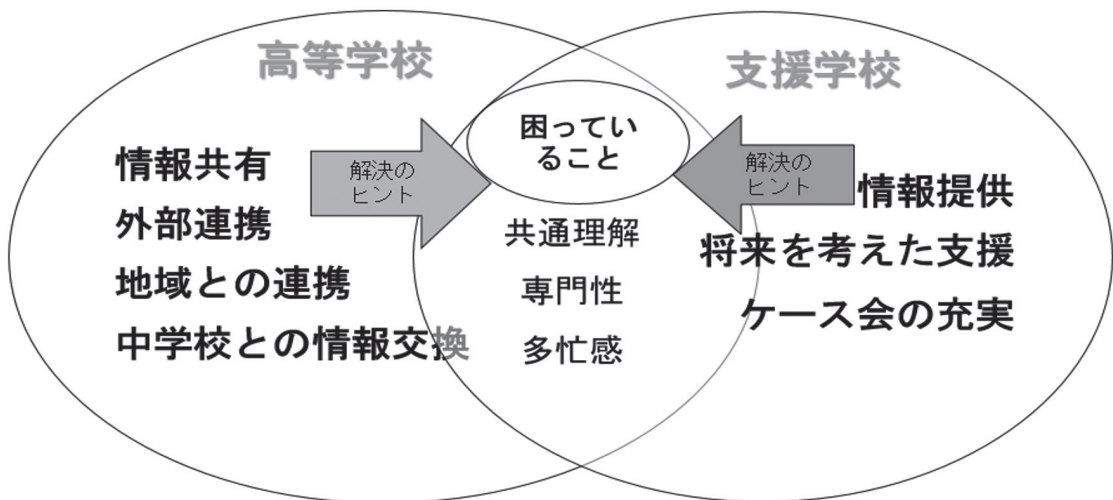 高等学校
支援学校
困ってい
ること
解決の
ヒント
解決の
ヒント
情報共有
外部連携
地域との連携
中学校との情報交換
共通理解
専門性
多忙感
情報提供
将来を考えた支援
ケース会の充実